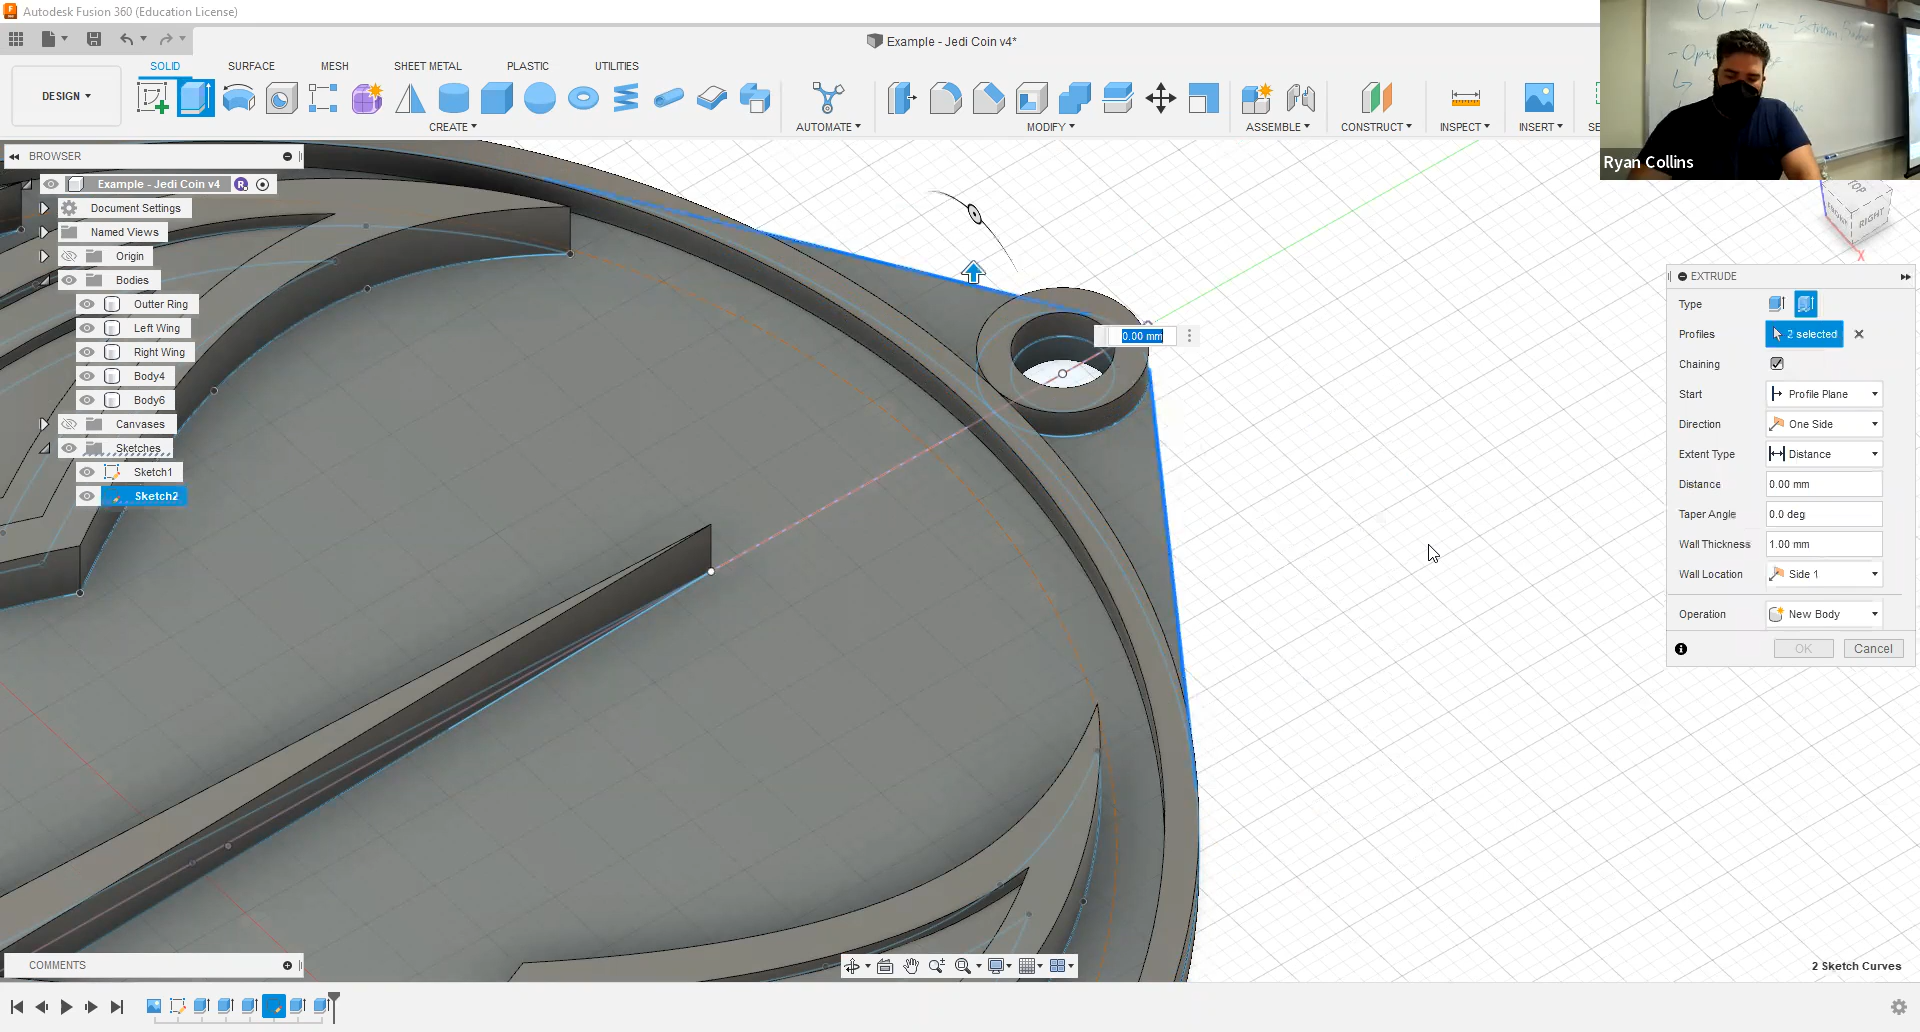 Autodesk Fusion 360 (Education License)
Example - Jedi Coin v4*
DESIGN
SOLID
SURFACE
MESH
SHEET METAL
PLASTIC
UTILITIES
CREATE
AUTOMATE
MODIFY
ASSEMBLE
CONSTRUCT
INSPECT
INSERT
SE
Ryan Collins
TOP
FRONT
RIGHT
X
BROWSER
Example - Jedi Coin v4
R
Document Settings
Named Views
Origin
Bodies
Outter Ring
Left Wing
Right Wing
Body4
Body6
Canvases
Sketches
Sketch1
Sketch2
0.00 mm
EXTRUDE
Type
Profiles 2 selected
Chaining
Start Profile Plane
Direction One Side
Extent Type Distance
Distance 0.00 mm
Taper Angle 0.0 deg
Wall Thickness 1.00 mm
Wall Location Side 1
Operation New Body
OK Cancel
COMMENTS
2 Sketch Curves